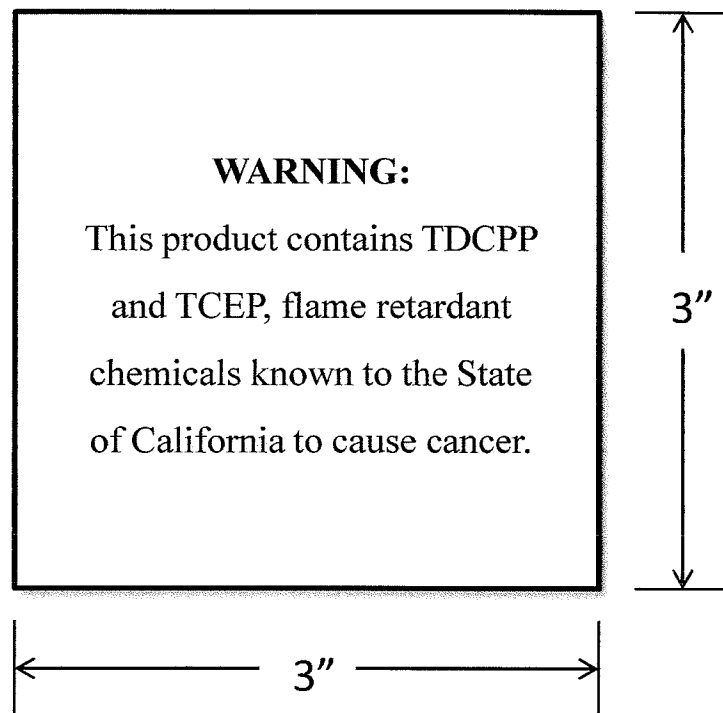 WARNING:
This product contains TDCPP
and TCEP, flame retardant
chemicals known to the State
of California to cause cancer.
3"
3"